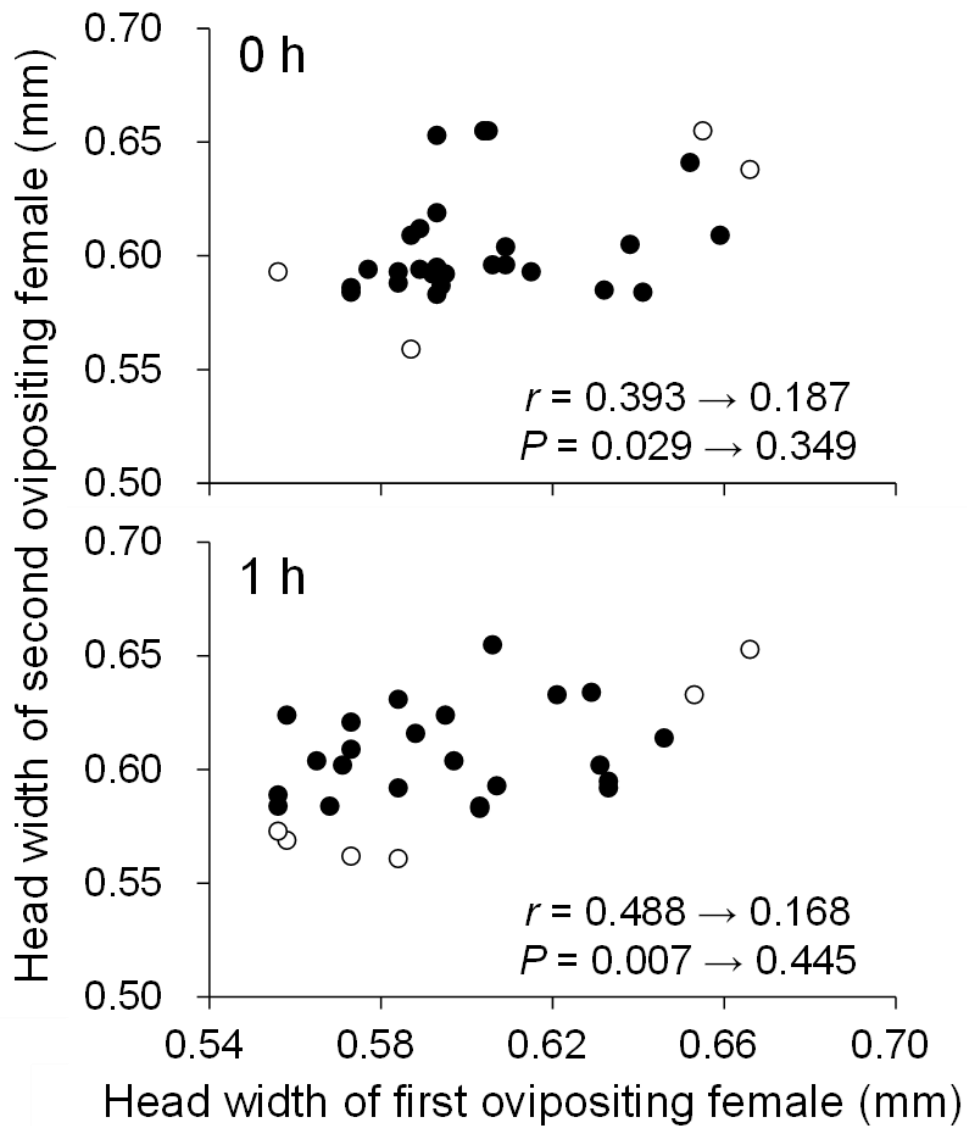 Head width of second ovipositing female (mm)
0.70
0.65
0.60
0.55
0.50
0 h
r = 0.393 → 0.187
P = 0.029 → 0.349
0.70
0.65
0.60
0.55
0.50
1 h
r = 0.488 → 0.168
P = 0.007 → 0.445
0.54 0.58 0.62 0.66 0.70
Head width of first ovipositing female (mm)